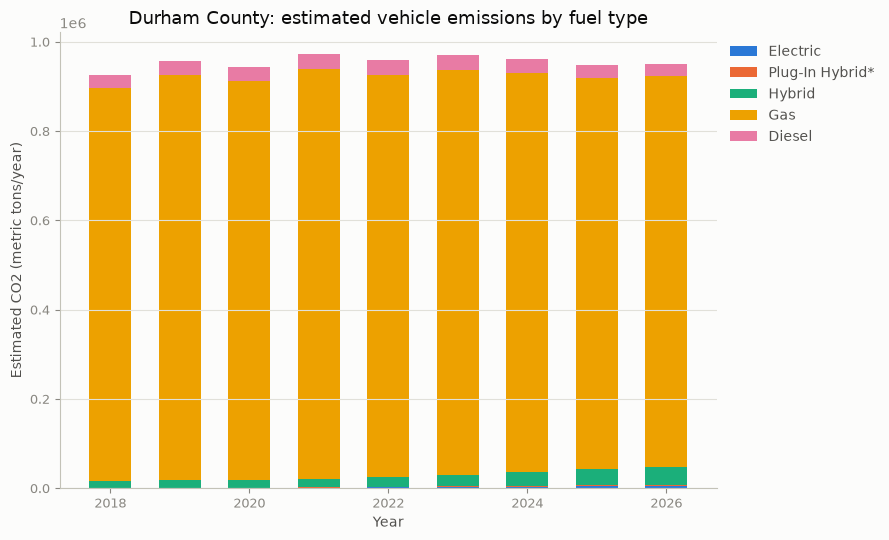 Durham County: estimated vehicle emissions by fuel type
1e6
1.0
0.8
0.6
0.4
0.2
0.0
Estimated CO2 (metric tons/year)
2018
2020
2022
2024
2026
Year
Electric
Plug-In Hybrid*
Hybrid
Gas
Diesel